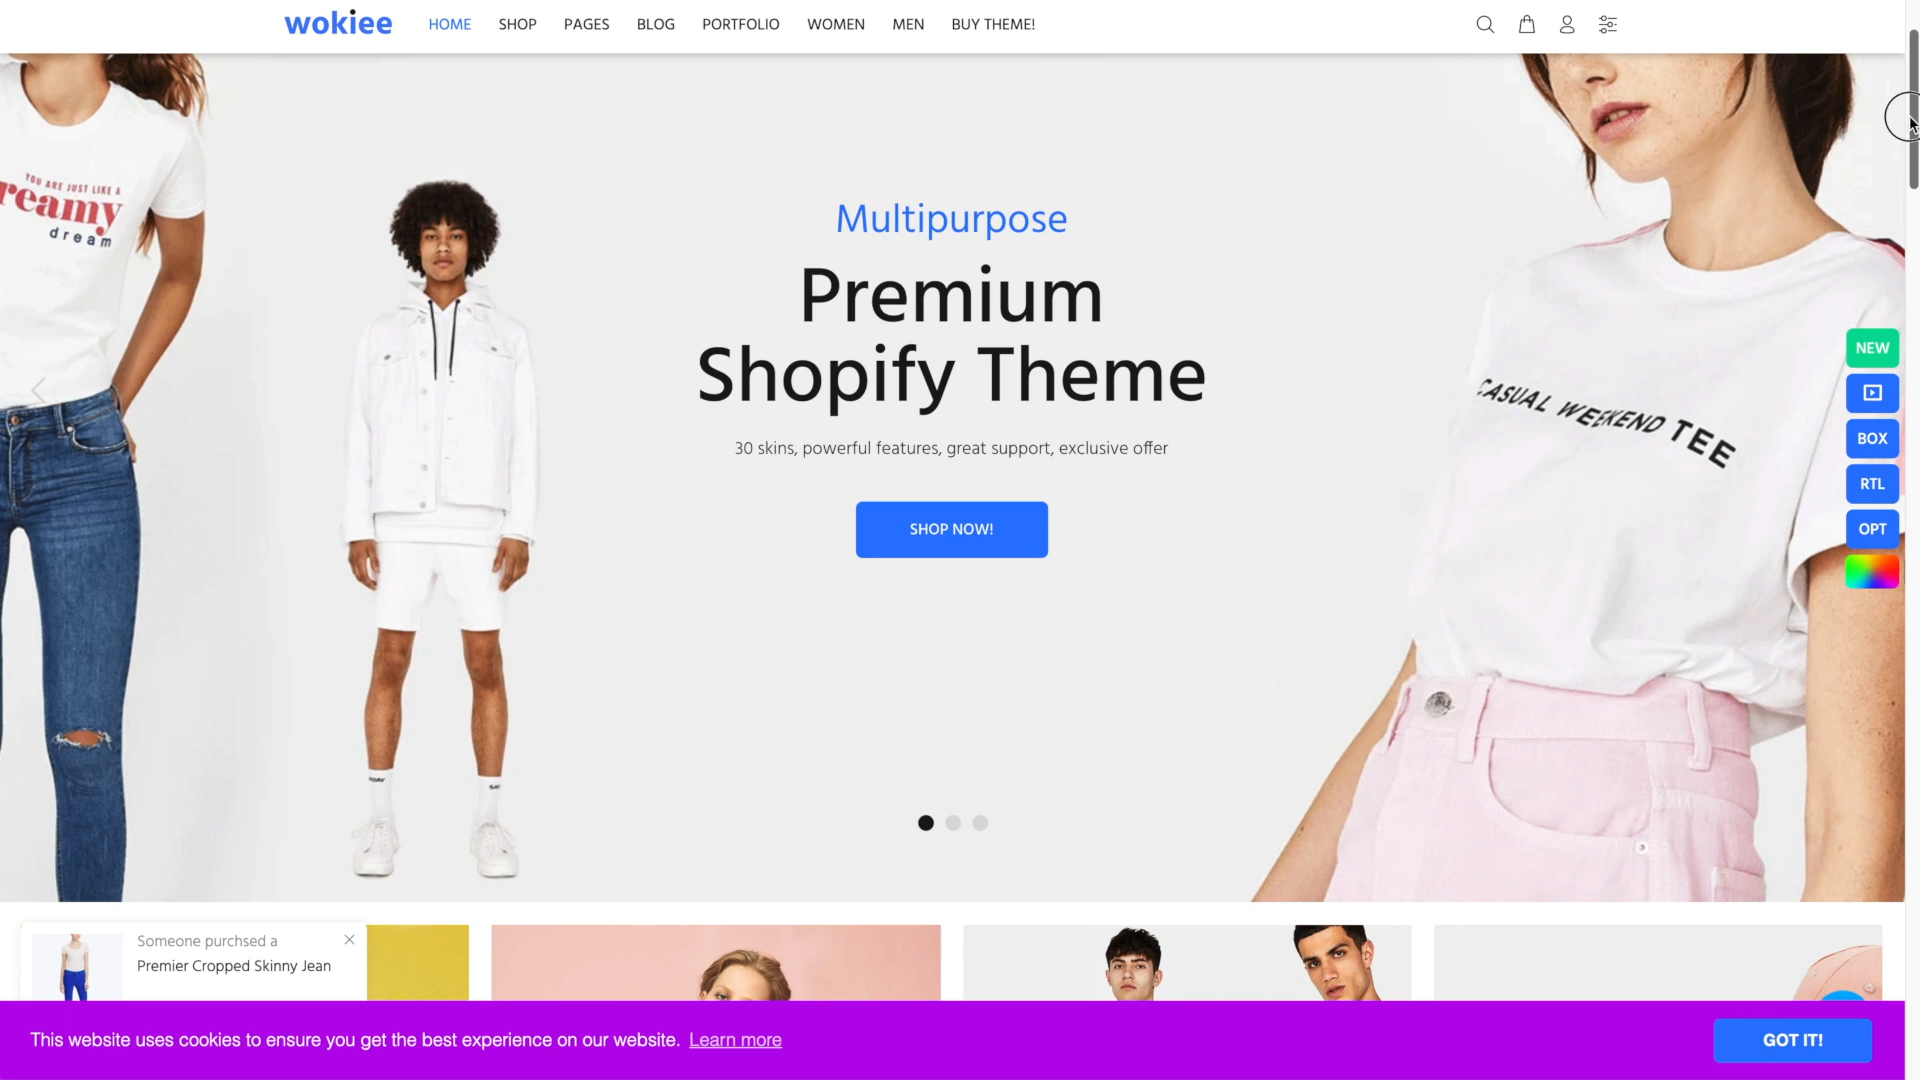 wokiee
HOME SHOP PAGES BLOG PORTFOLIO WOMEN MEN BUY THEME!
YOU ARE JUST LIKE A
reamy
dream
Multipurpose
Premium
Shopify Theme
30 skins, powerful features, great support, exclusive offer
SHOP NOW!
CASUAL WEEKEND TEE
NEW
BOX
RTL
OPT
Someone purchsed a
Premier Cropped Skinny Jean
This website uses cookies to ensure you get the best experience on our website. Learn more
GOT IT!